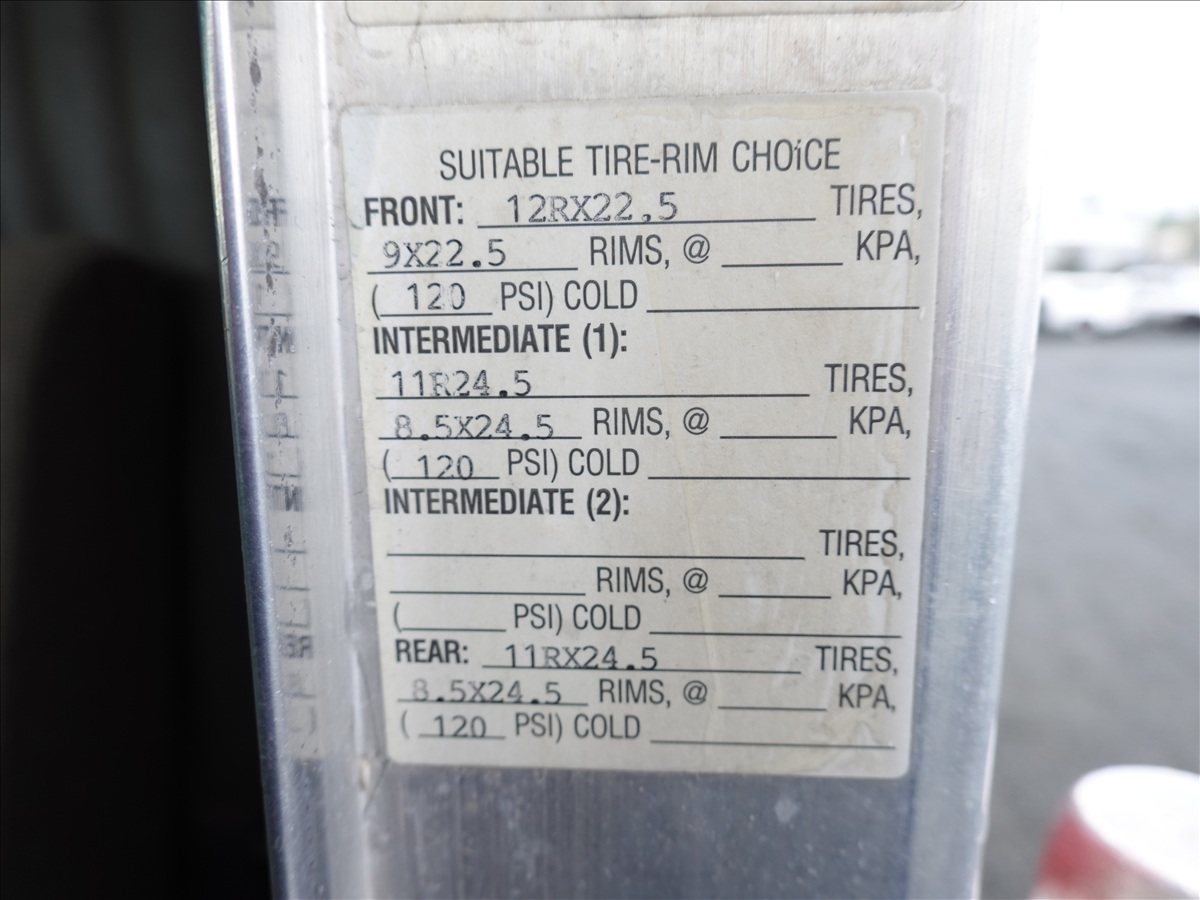 SUITABLE TIRE-RIM CHOiCE
FRONT: 12RX22.5 TIRES,
9X22.5 RIMS, @ KPA,
( 120 PSI) COLD
INTERMEDIATE (1):
11R24.5 TIRES,
8.5X24.5 RIMS, @ KPA,
( 120 PSI) COLD
INTERMEDIATE (2):
TIRES,
RIMS, @ KPA,
( PSI) COLD
REAR: 11RX24.5 TIRES,
8.5X24.5 RIMS, @ KPA,
( 120 PSI) COLD